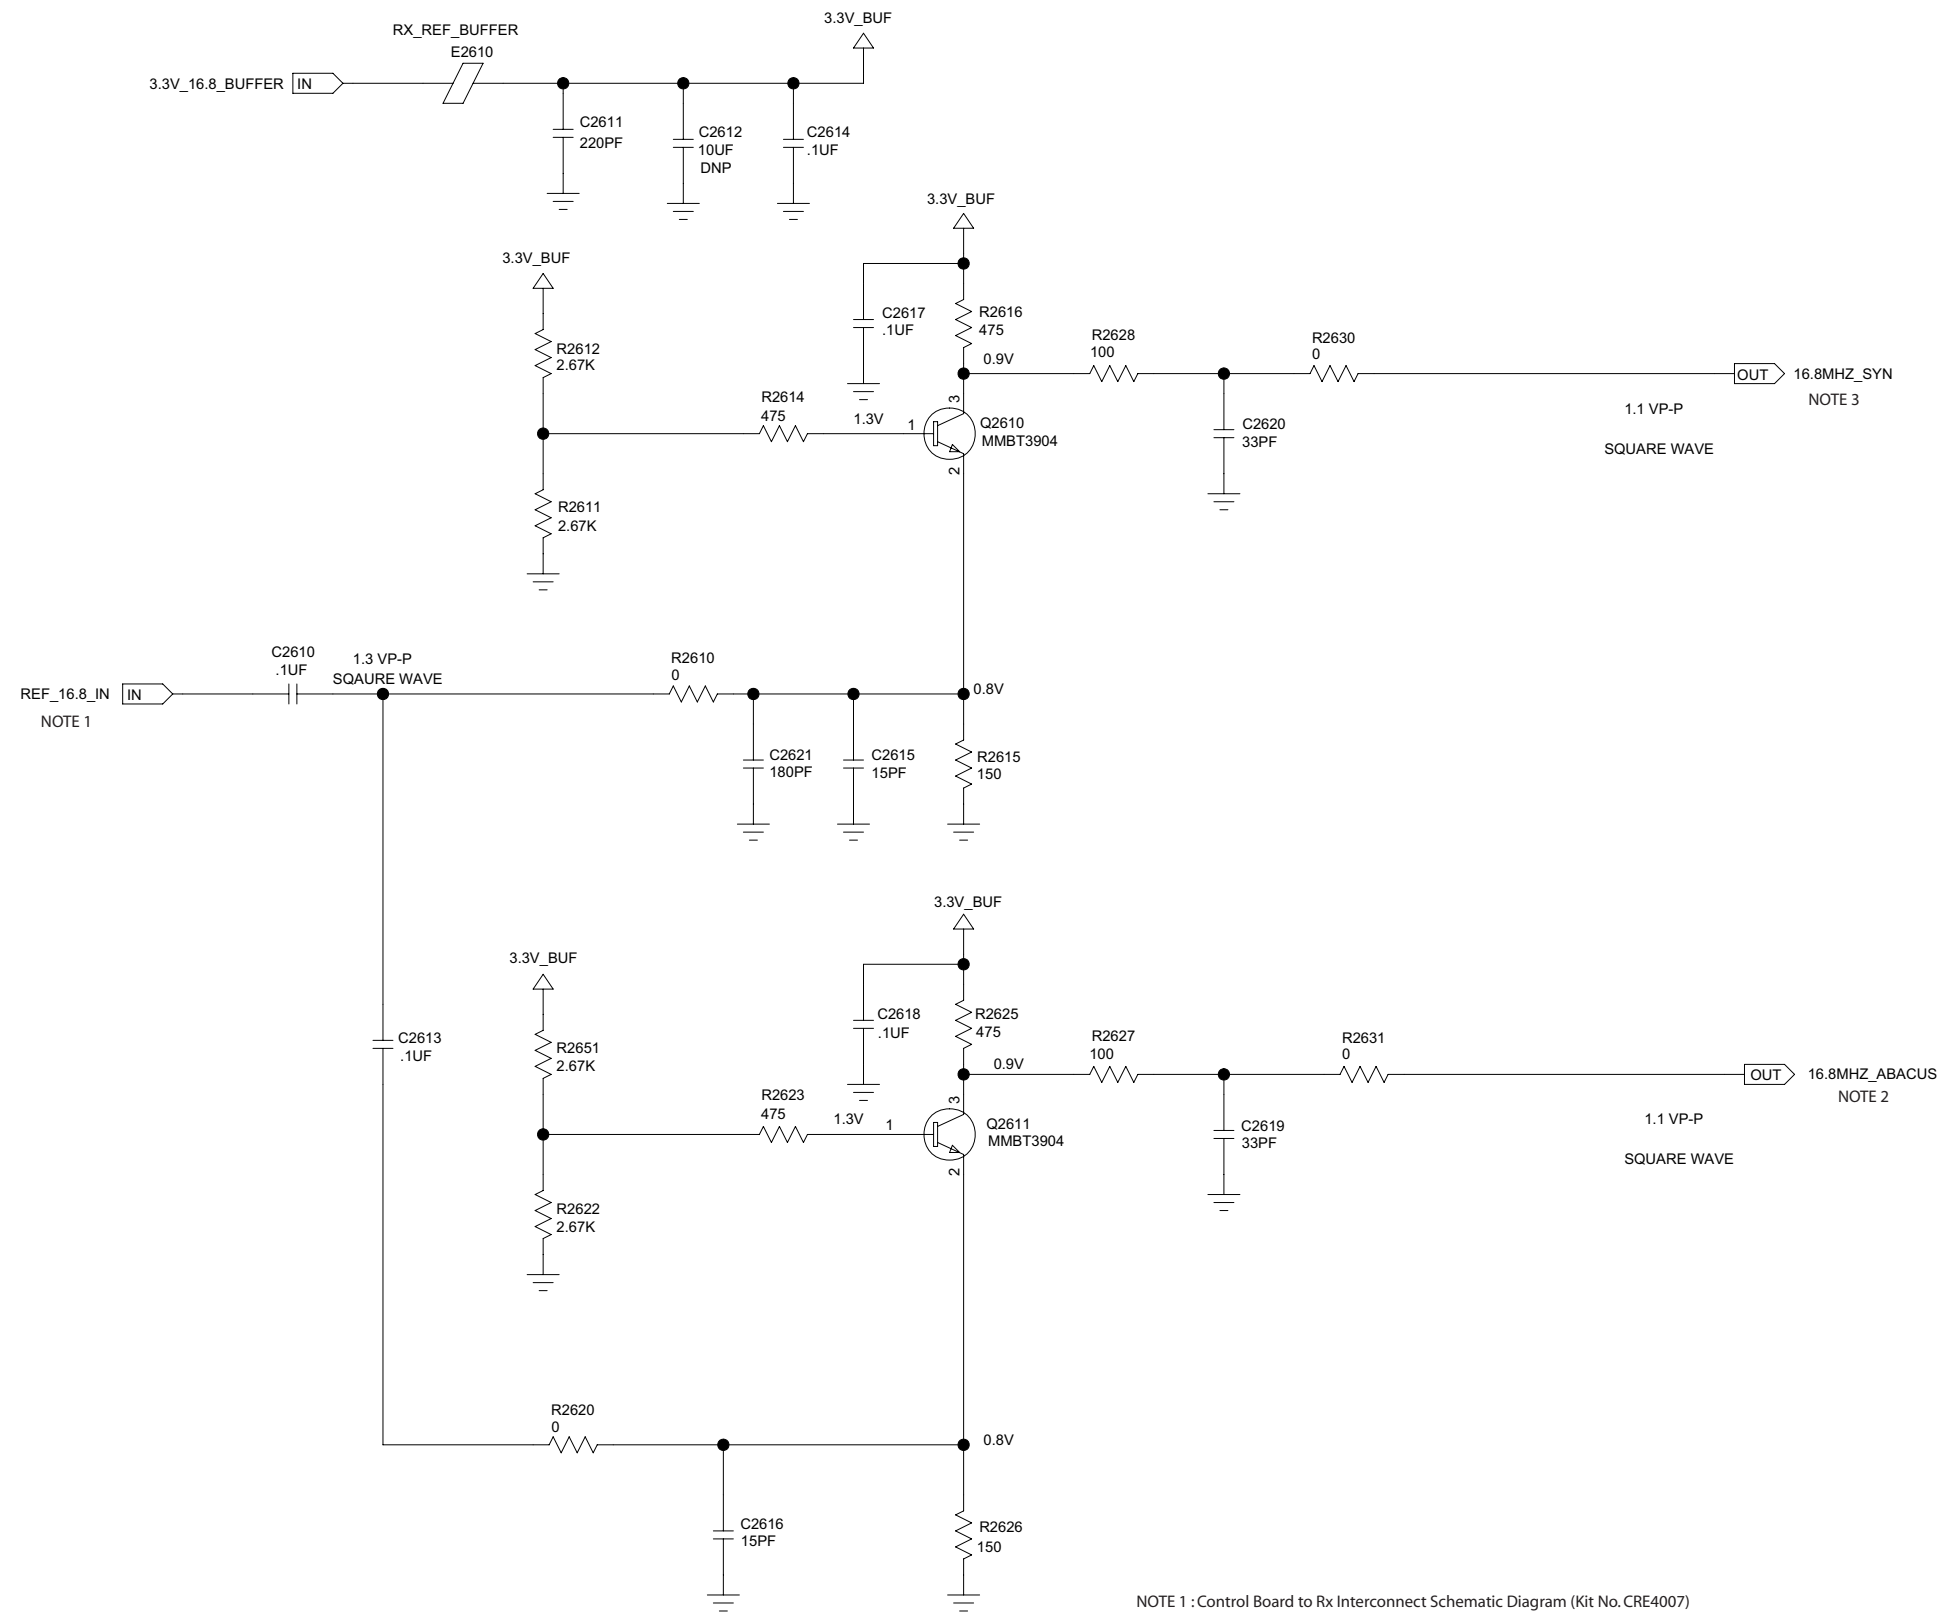 3.3V_BUF
RX_REF_BUFFER
E2610
3.3V_16.8_BUFFER
IN
C2611
220PF
C2612
10UF
DNP
C2614
.1UF
3.3V_BUF
3.3V_BUF
C2617
.1UF
R2616
475
R2612
2.67K
R2628
100
R2630
0
0.9V
OUT
16.8MHZ_SYN
NOTE 3
R2614
475
1.3V
1
3
2
Q2610
MMBT3904
C2620
33PF
1.1 VP-P
SQUARE WAVE
R2611
2.67K
C2610
.1UF
1.3 VP-P
SQAURE WAVE
R2610
0
REF_16.8_IN
IN
NOTE 1
0.8V
C2621
180PF
C2615
15PF
R2615
150
3.3V_BUF
3.3V_BUF
C2618
.1UF
R2625
475
C2613
.1UF
R2651
2.67K
R2627
100
R2631
0
0.9V
OUT
16.8MHZ_ABACUS
NOTE 2
R2623
475
1.3V
1
3
2
Q2611
MMBT3904
C2619
33PF
1.1 VP-P
SQUARE WAVE
R2622
2.67K
R2620
0
0.8V
C2616
15PF
R2626
150
NOTE 1 : Control Board to Rx Interconnect Schematic Diagram (Kit No. CRE4007)